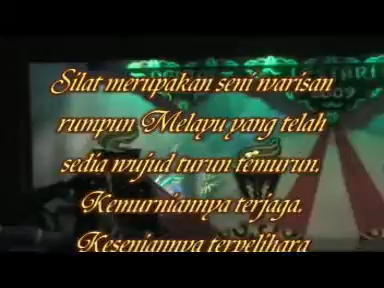 Silat merupakan seni warisan
rumpun Melayu yang telah
sedia wujud turun temurun.
Kemurniannya terjaga.
Keseniannya terpelihara